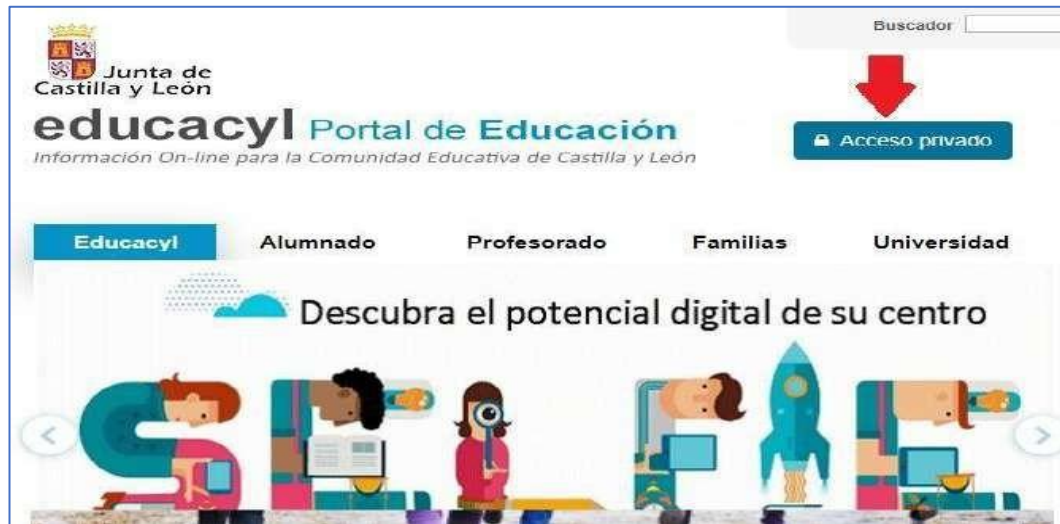 Buscador
Junta de
Castilla y León
educacyl Portal de Educación
Información On-line para la Comunidad Educativa de Castilla y León
Acceso privado
Educacyl Alumnado Profesorado Familias Universidad
Descubra el potencial digital de su centro
SELFIE